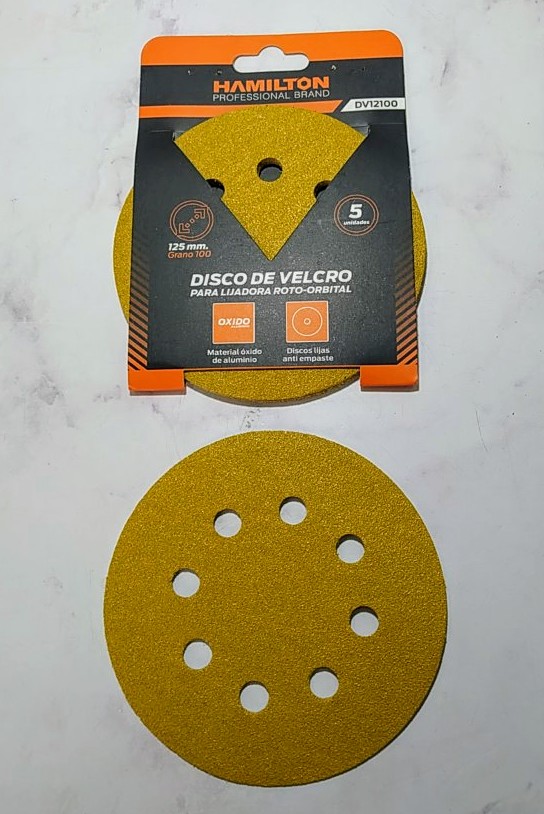 HAMILTON
PROFESSIONAL BRAND
DV12100
5
unidades
125 mm.
Grano 100
DISCO DE VELCRO
PARA LIJADORA ROTO-ORBITAL
OXIDO
Material óxido
de aluminio
Discos lijas
anti empaste